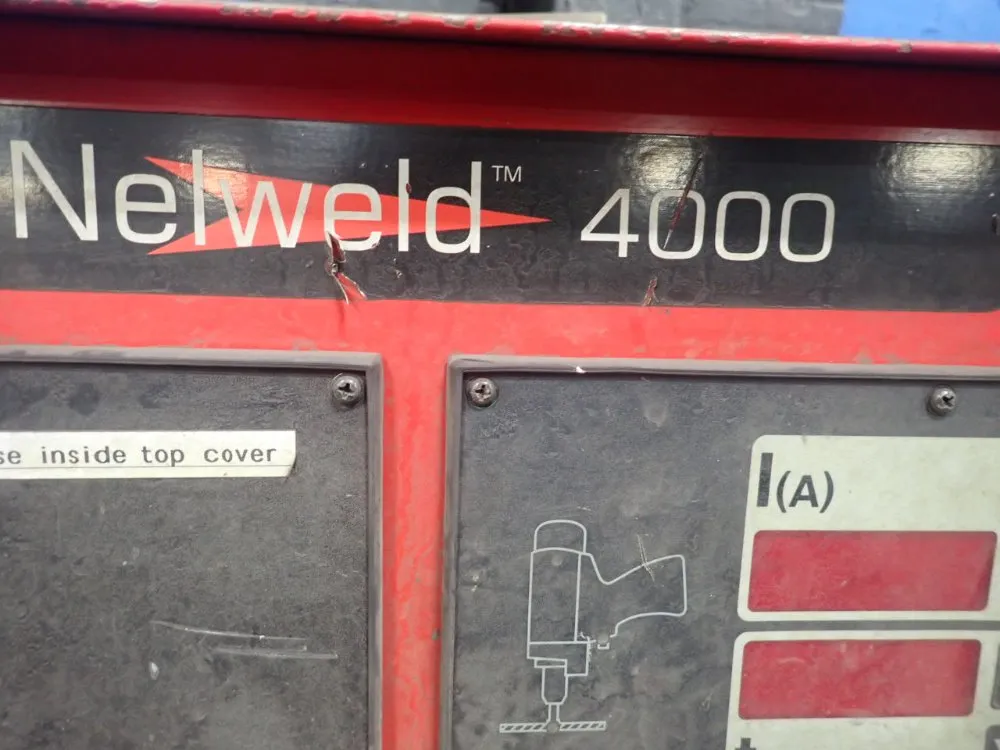 Nelweld™ 4000
se inside top cover
I(A)